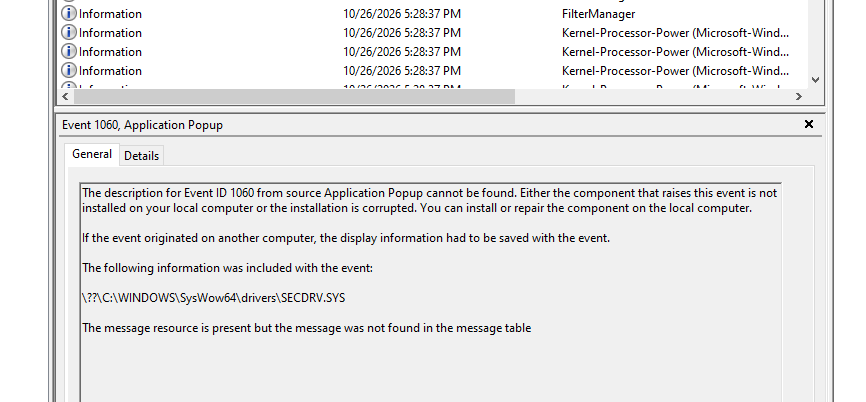 Information 10/26/2026 5:28:37 PM FilterManager
Information 10/26/2026 5:28:37 PM Kernel-Processor-Power (Microsoft-Wind...
Information 10/26/2026 5:28:37 PM Kernel-Processor-Power (Microsoft-Wind...
Information 10/26/2026 5:28:37 PM Kernel-Processor-Power (Microsoft-Wind...
Event 1060, Application Popup
General Details
The description for Event ID 1060 from source Application Popup cannot be found. Either the component that raises this event is not
installed on your local computer or the installation is corrupted. You can install or repair the component on the local computer.
If the event originated on another computer, the display information had to be saved with the event.
The following information was included with the event:
\??\C:\WINDOWS\SysWow64\drivers\SECDRV.SYS
The message resource is present but the message was not found in the message table